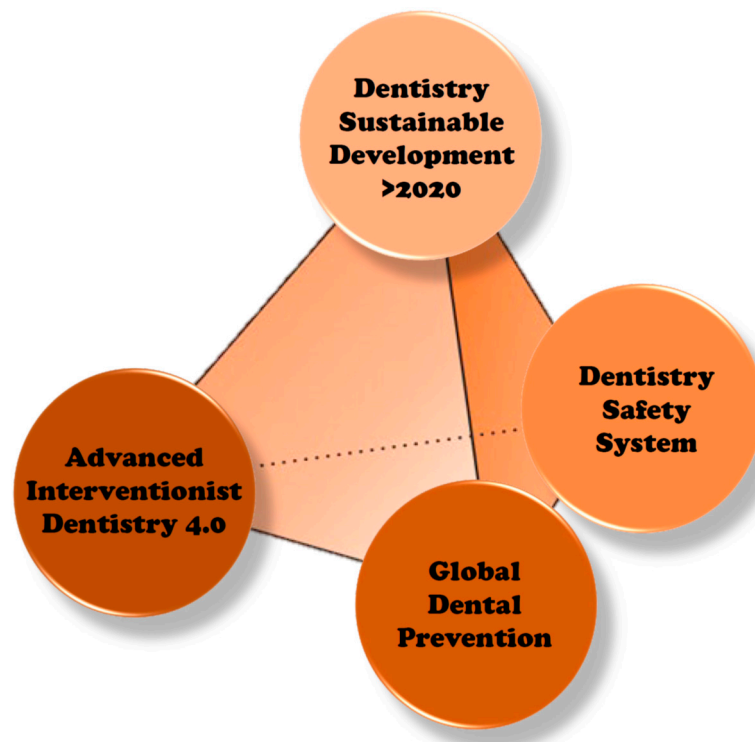 Dentistry
Sustainable
Development
>2020
Dentistry
Safety
System
Advanced
Interventionist
Dentistry 4.0
Global
Dental
Prevention